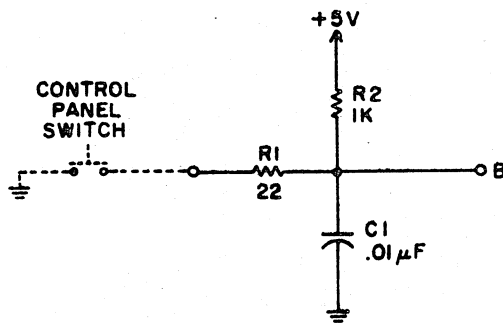 +5V
R2
1K
CONTROL
PANEL
SWITCH
R1
22
B
C1
.01µF